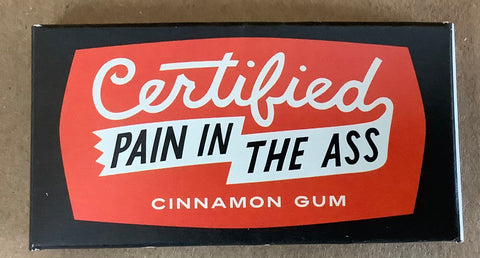 Certified
PAIN IN THE ASS
CINNAMON GUM